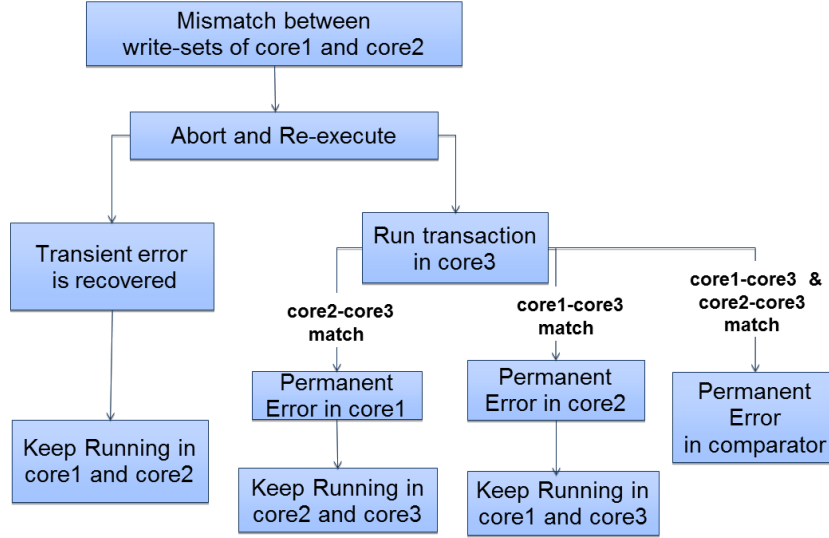 Mismatch between
write-sets of core1 and core2
Abort and Re-execute
Transient error
is recovered
Run transaction
in core3
core2-core3
match
core1-core3
match
core1-core3 &
core2-core3
match
Permanent
Error in core1
Permanent
Error in core2
Permanent
Error
in comparator
Keep Running in
core1 and core2
Keep Running in
core2 and core3
Keep Running in
core1 and core3